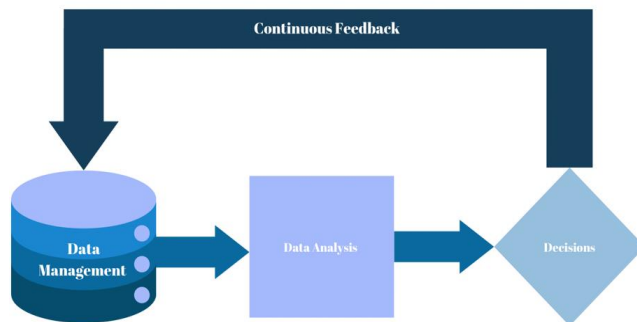 Continuous Feedback
Data
Management
Data Analysis
Decisions